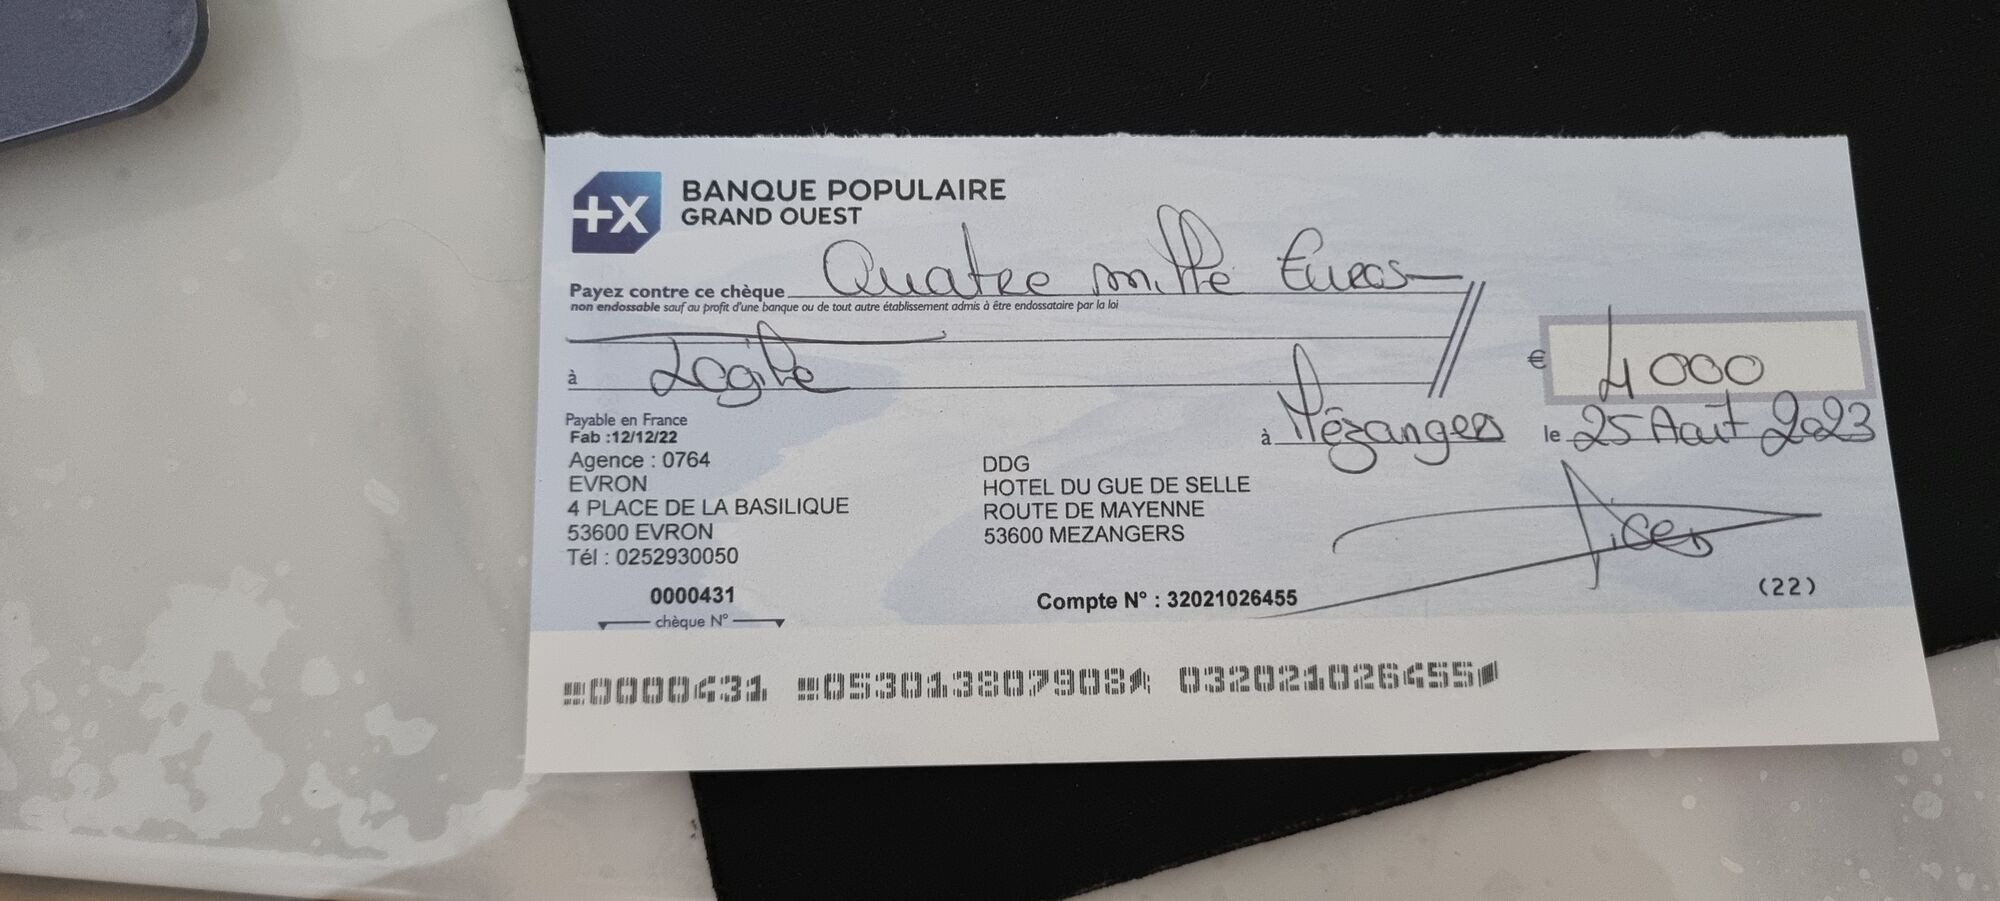 +X BANQUE POPULAIRE
GRAND OUEST
Payez contre ce chèque Quatre mille Euros
non endossable sauf au profit d'une banque ou de tout autre établissement admis à être endossataire par la loi
à
€ 4000
à Mézangers le 25 Août 2023
Payable en France
Fab :12/12/22
Agence : 0764
EVRON
4 PLACE DE LA BASILIQUE
53600 EVRON
Tél : 0252930050
DDG
HOTEL DU GUE DE SELLE
ROUTE DE MAYENNE
53600 MEZANGERS
0000431
chèque N°
Compte N° : 32021026455
(22)
0000431 053013807908 032021026455